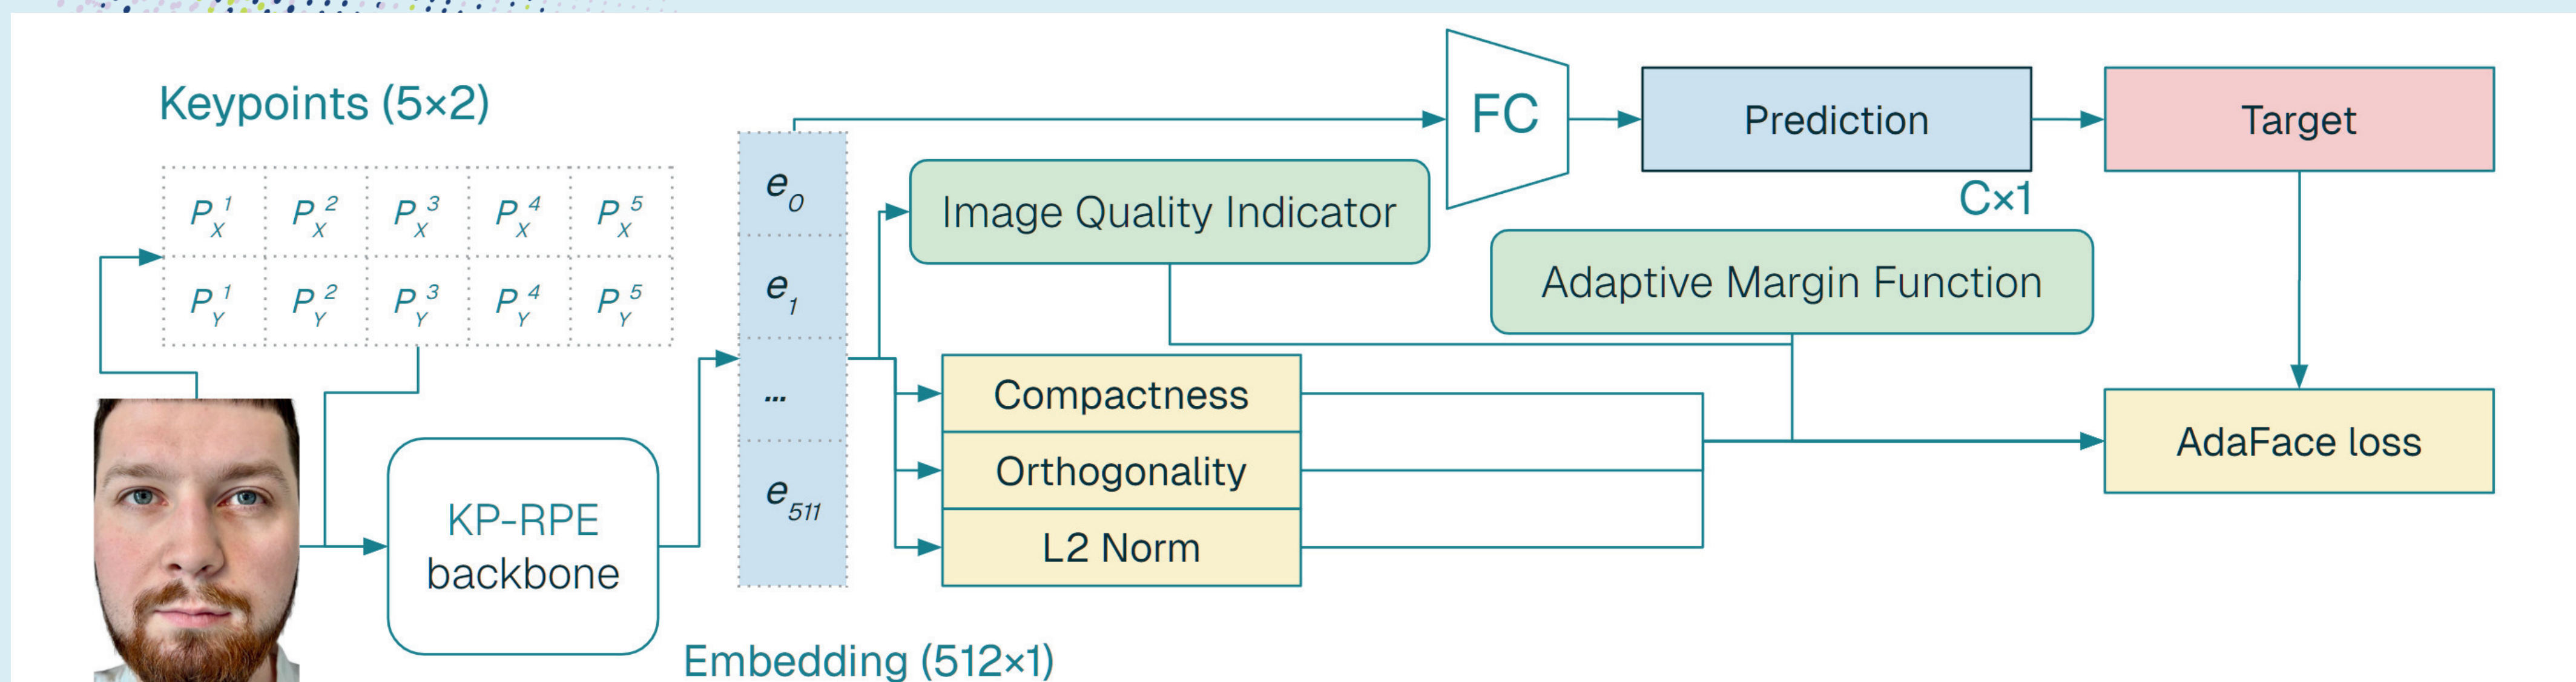 Keypoints (5×2)
P_X^1 P_X^2 P_X^3 P_X^4 P_X^5
P_Y^1 P_Y^2 P_Y^3 P_Y^4 P_Y^5
KP-RPE
backbone
e_0
e_1
...
e_511
Embedding (512×1)
Image Quality Indicator
Compactness
Orthogonality
L2 Norm
FC
Prediction
C×1
Adaptive Margin Function
Target
AdaFace loss